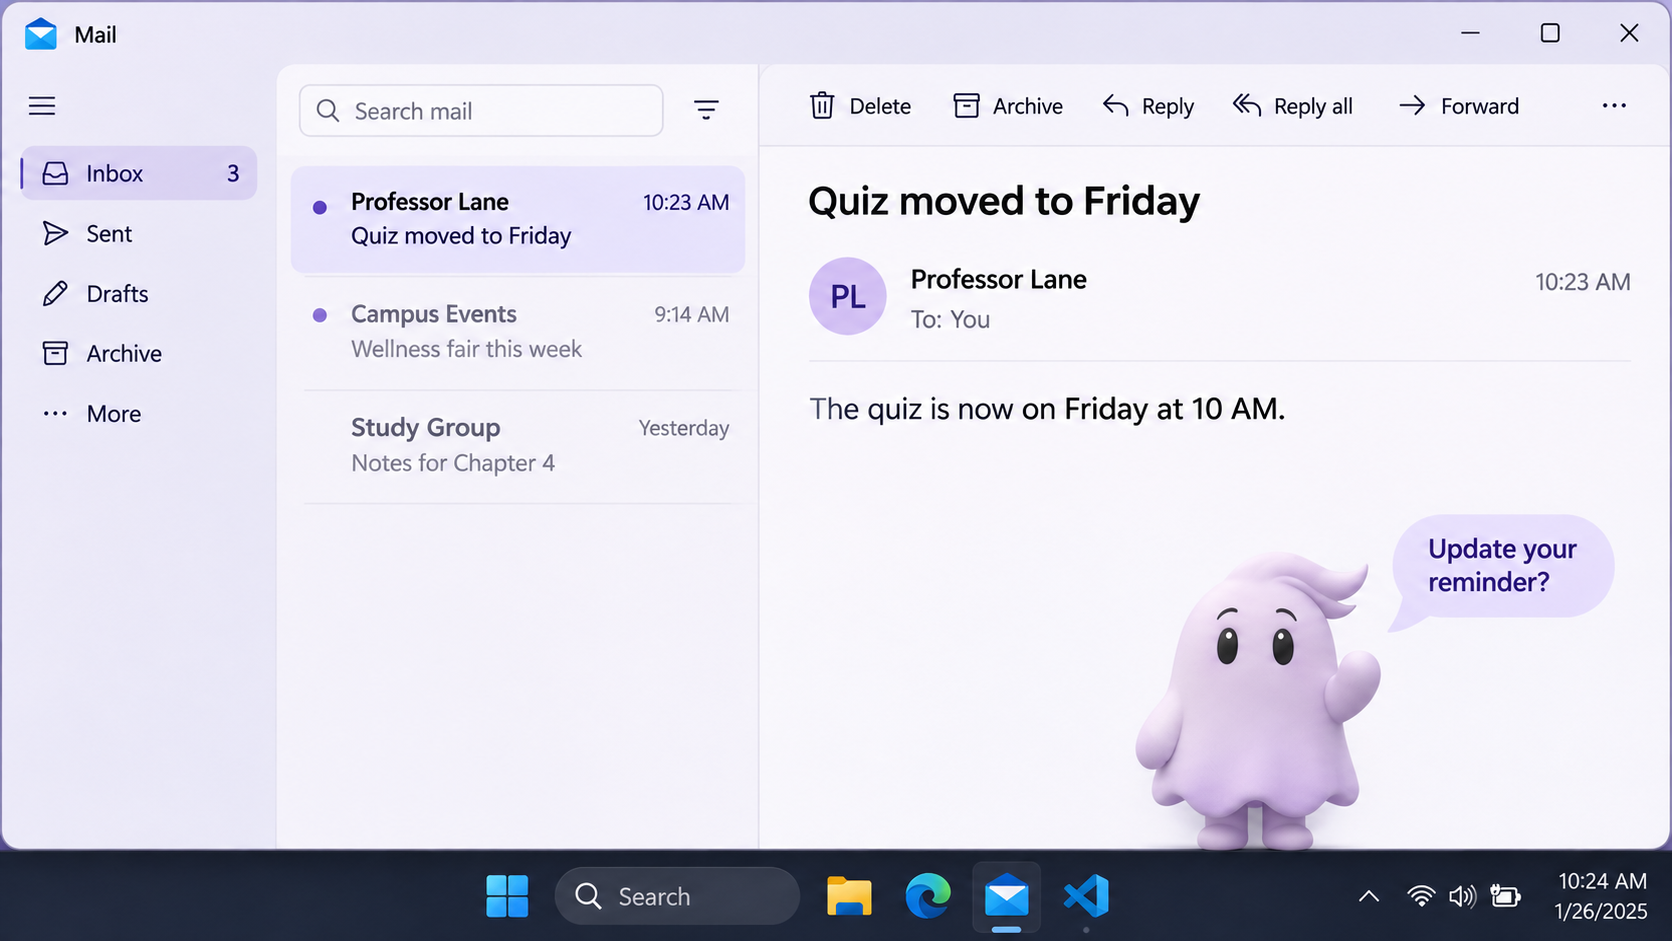 Mail
Inbox 3
Sent
Drafts
Archive
More
Search mail
Professor Lane 10:23 AM
Quiz moved to Friday
Campus Events 9:14 AM
Wellness fair this week
Study Group Yesterday
Notes for Chapter 4
Delete Archive Reply Reply all Forward
Quiz moved to Friday
PL
Professor Lane 10:23 AM
To: You
The quiz is now on Friday at 10 AM.
Update your
reminder?
Search
10:24 AM
1/26/2025